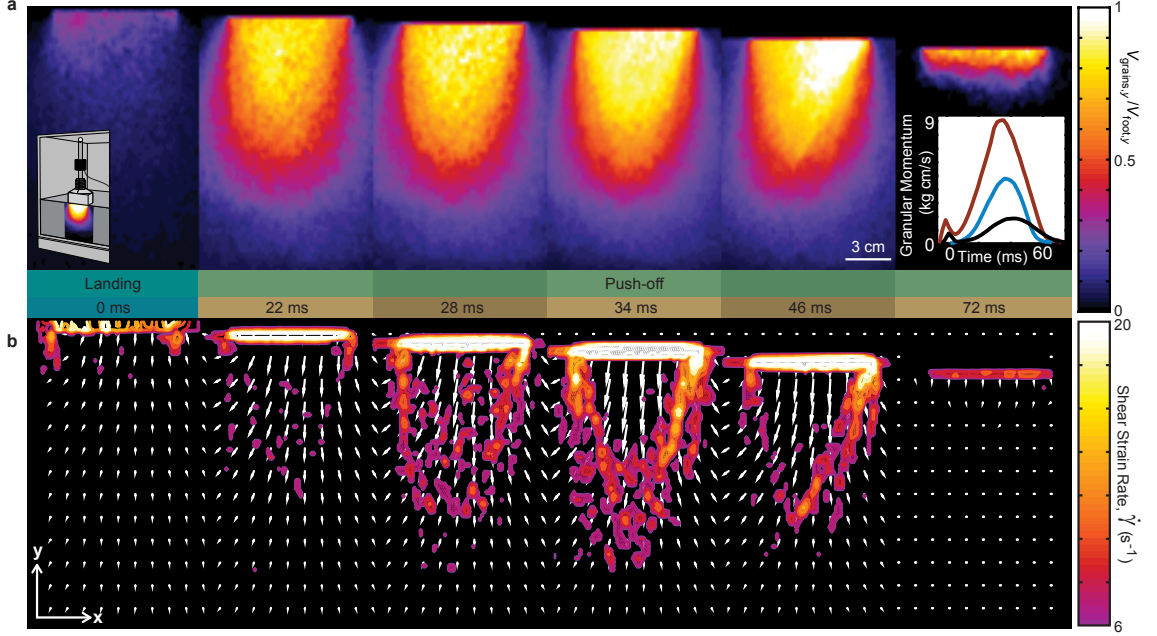 a
1
V_grains,y / V_foot,y
0.5
0
9
Granular Momentum
(kg cm/s)
0
0 Time (ms) 60
3 cm
Landing Push-off
0 ms 22 ms 28 ms 34 ms 46 ms 72 ms
b
20
Shear Strain Rate, γ̇ (s⁻¹)
6
y
x